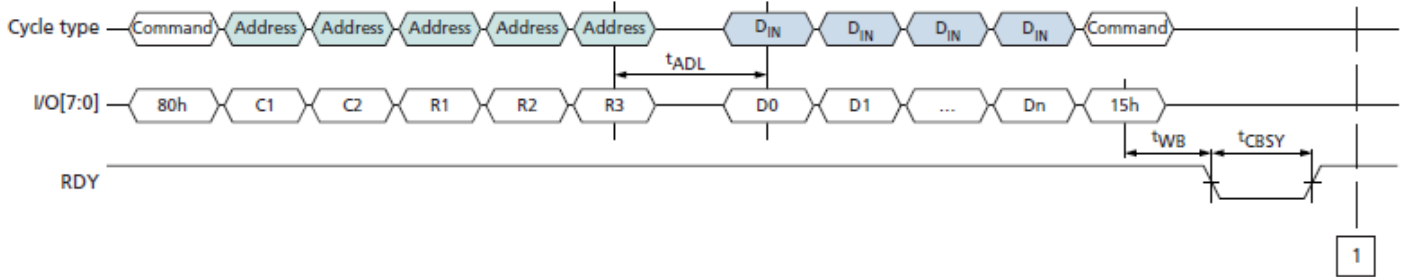 Cycle type Command Address Address Address Address Address DIN DIN DIN DIN Command
tADL
I/O[7:0] 80h C1 C2 R1 R2 R3 D0 D1 ... Dn 15h
tWB tCBSY
RDY
1